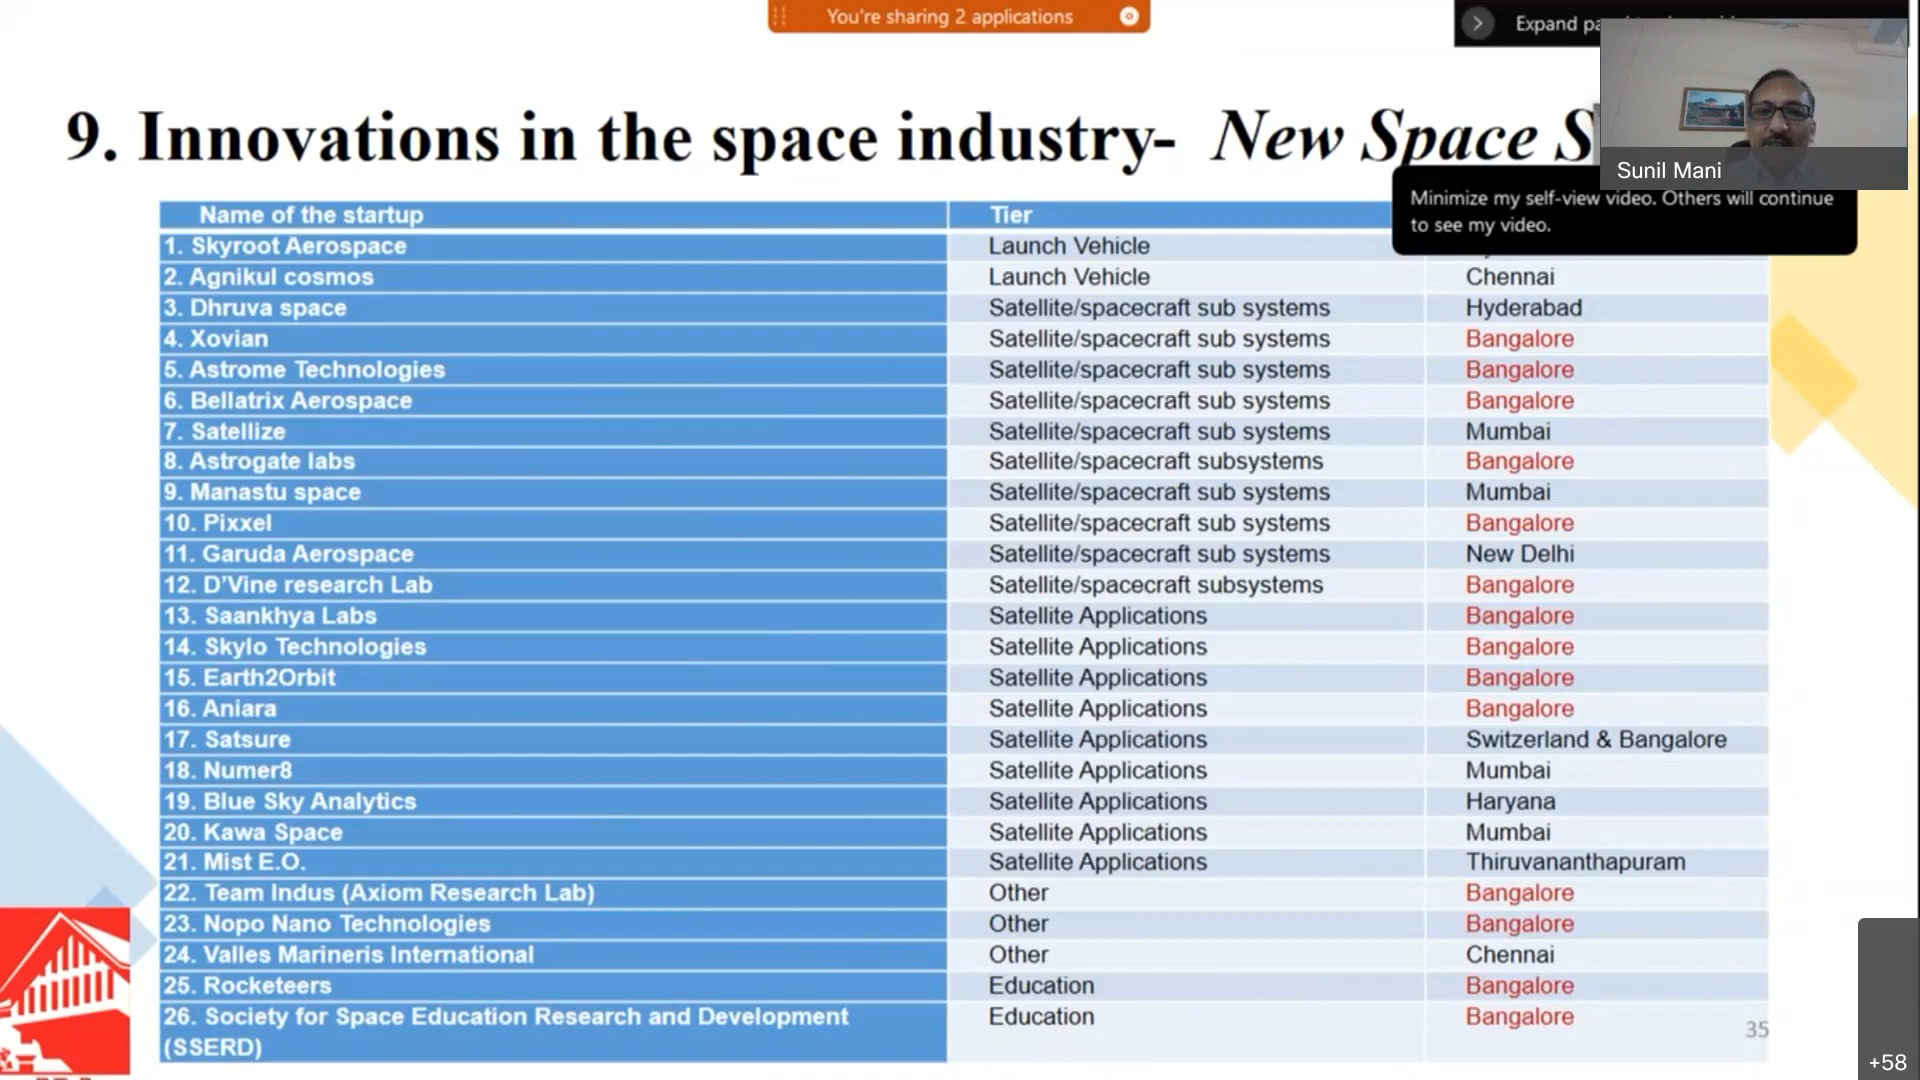 You're sharing 2 applications
Expand pa
9. Innovations in the space industry- New Space S
Sunil Mani
Minimize my self-view video. Others will continue
to see my video.
Name of the startup Tier
1. Skyroot Aerospace Launch Vehicle
2. Agnikul cosmos Launch Vehicle Chennai
3. Dhruva space Satellite/spacecraft sub systems Hyderabad
4. Xovian Satellite/spacecraft sub systems Bangalore
5. Astrome Technologies Satellite/spacecraft sub systems Bangalore
6. Bellatrix Aerospace Satellite/spacecraft sub systems Bangalore
7. Satellize Satellite/spacecraft sub systems Mumbai
8. Astrogate labs Satellite/spacecraft subsystems Bangalore
9. Manastu space Satellite/spacecraft sub systems Mumbai
10. Pixxel Satellite/spacecraft sub systems Bangalore
11. Garuda Aerospace Satellite/spacecraft sub systems New Delhi
12. D'Vine research Lab Satellite/spacecraft subsystems Bangalore
13. Saankhya Labs Satellite Applications Bangalore
14. Skylo Technologies Satellite Applications Bangalore
15. Earth2Orbit Satellite Applications Bangalore
16. Aniara Satellite Applications Bangalore
17. Satsure Satellite Applications Switzerland & Bangalore
18. Numer8 Satellite Applications Mumbai
19. Blue Sky Analytics Satellite Applications Haryana
20. Kawa Space Satellite Applications Mumbai
21. Mist E.O. Satellite Applications Thiruvananthapuram
22. Team Indus (Axiom Research Lab) Other Bangalore
23. Nopo Nano Technologies Other Bangalore
24. Valles Marineris International Other Chennai
25. Rocketeers Education Bangalore
26. Society for Space Education Research and Development Education Bangalore
(SSERD)
35
+58